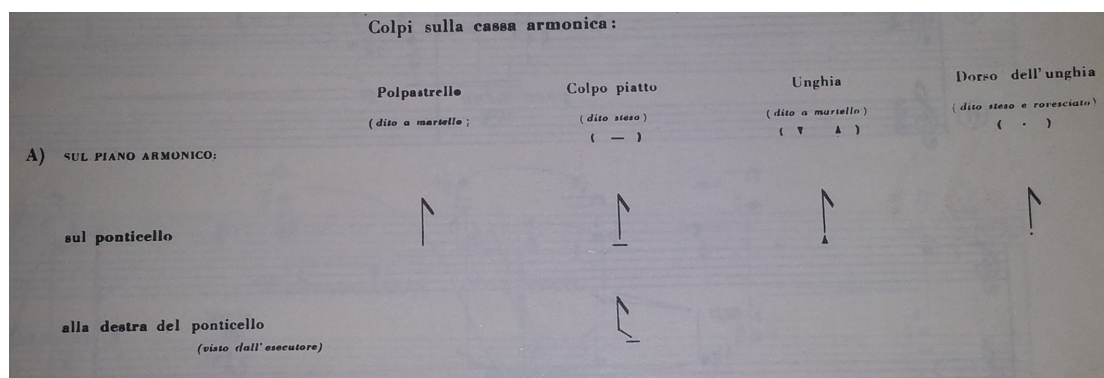 Colpi sulla cassa armonica:
Polpastrello Colpo piatto Unghia Dorso dell'unghia
(dito a martello; (dito steso) (dito a martello) (dito steso e rovesciato)
( — ) ( ▼ ▲ ) ( · )
A) SUL PIANO ARMONICO:
sul ponticello
alla destra del ponticello
(visto dall'esecutore)